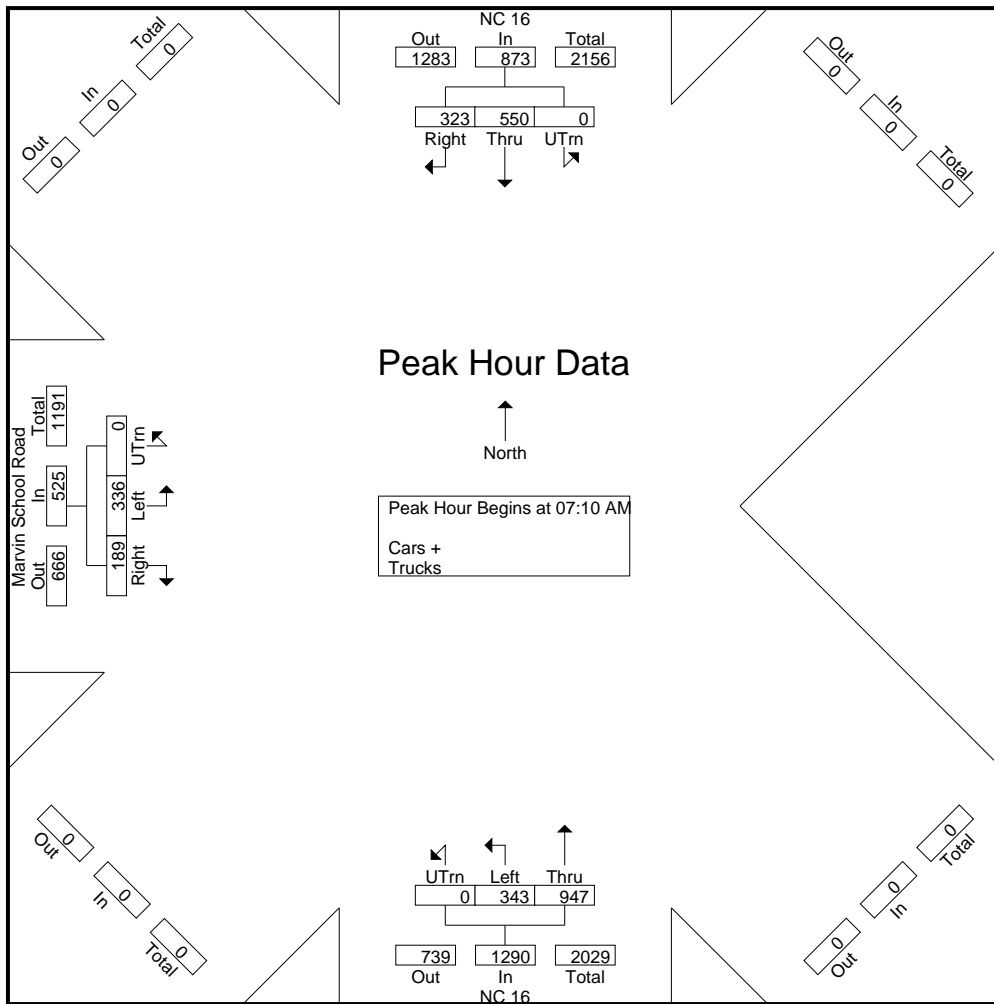 NC 16
Out In Total
1283 873 2156
323 550 0
Right Thru UTrn
Total
0
In
0
Out
0
Out
0
In
0
Total
0
Peak Hour Data
North
Peak Hour Begins at 07:10 AM
Cars +
Trucks
Marvin School Road
Out In Total
666 525 1191
189 336 0
Right Left UTrn
0
Out
0
In
0
Total
0
Total
0
In
0
Out
UTrn Left Thru
0 343 947
739 1290 2029
Out In Total
NC 16